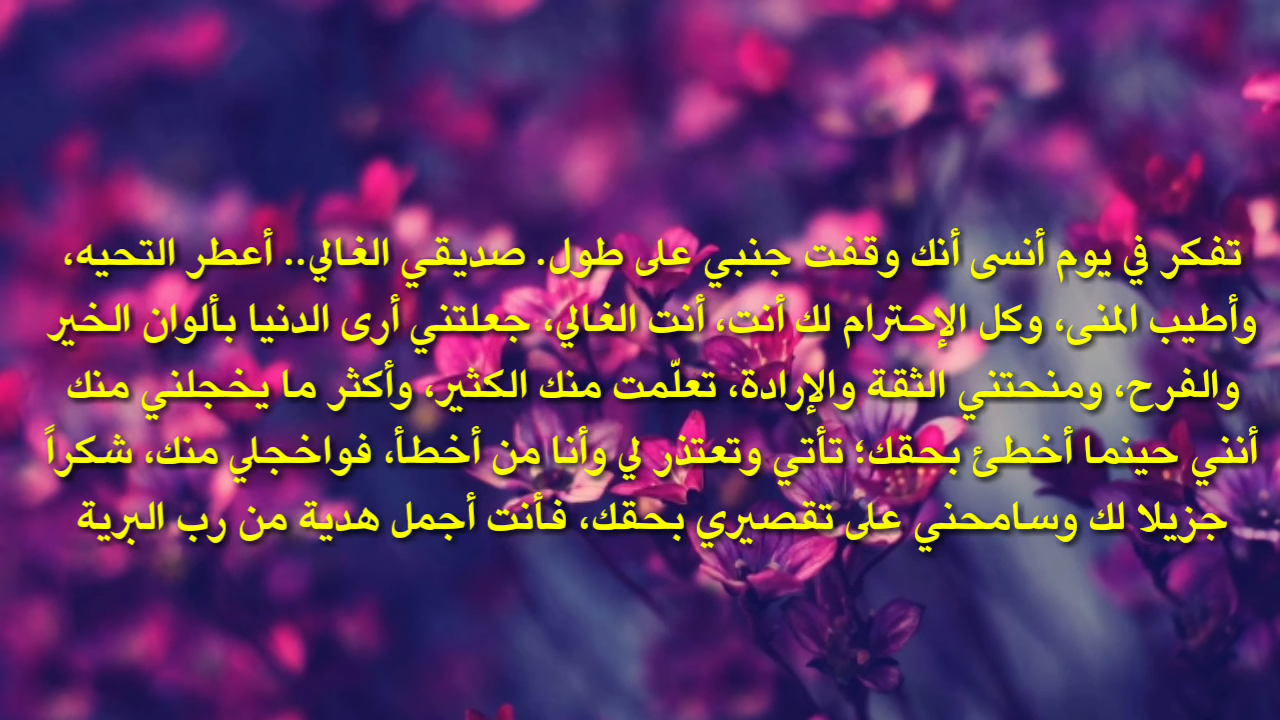 تفكر في يوم أنسى أنك وقفت جنبي على طول. صديقي الغالي.. أعطر التحيه،
وأطيب المنى، وكل الإحترام لك أنت، أنت الغالي، جعلتني أرى الدنيا بألوان الخير
والفرح، ومنحتني الثقة والإرادة، تعلّمت منك الكثير، وأكثر ما يخجلني منك
أنني حينما أخطئ بحقك؛ تأتي وتعتذر لي وأنا من أخطأ، فواخجلي منك، شكراً
جزيلا لك وسامحني على تقصيري بحقك، فأنت أجمل هدية من رب البرية